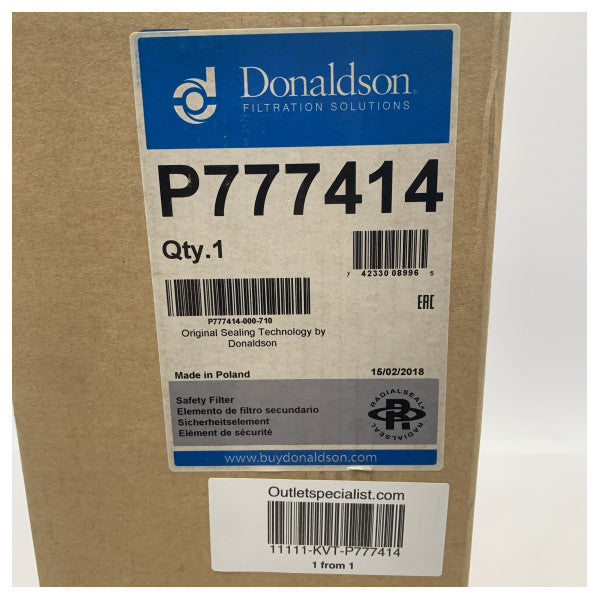 Donaldson
FILTRATION SOLUTIONS
P777414
Qty.1
7 42330 08996 5
P777414-000-710
EAC
Original Sealing Technology by
Donaldson
Made in Poland
15/02/2018
Safety Filter
Elemento de filtro secundario
Sicherheitselement
Elément de sécurité
RADIALSEAL
RADIALSEAL
www.buydonaldson.com
Outletspecialist.com
11111-KVT-P777414
1 from 1